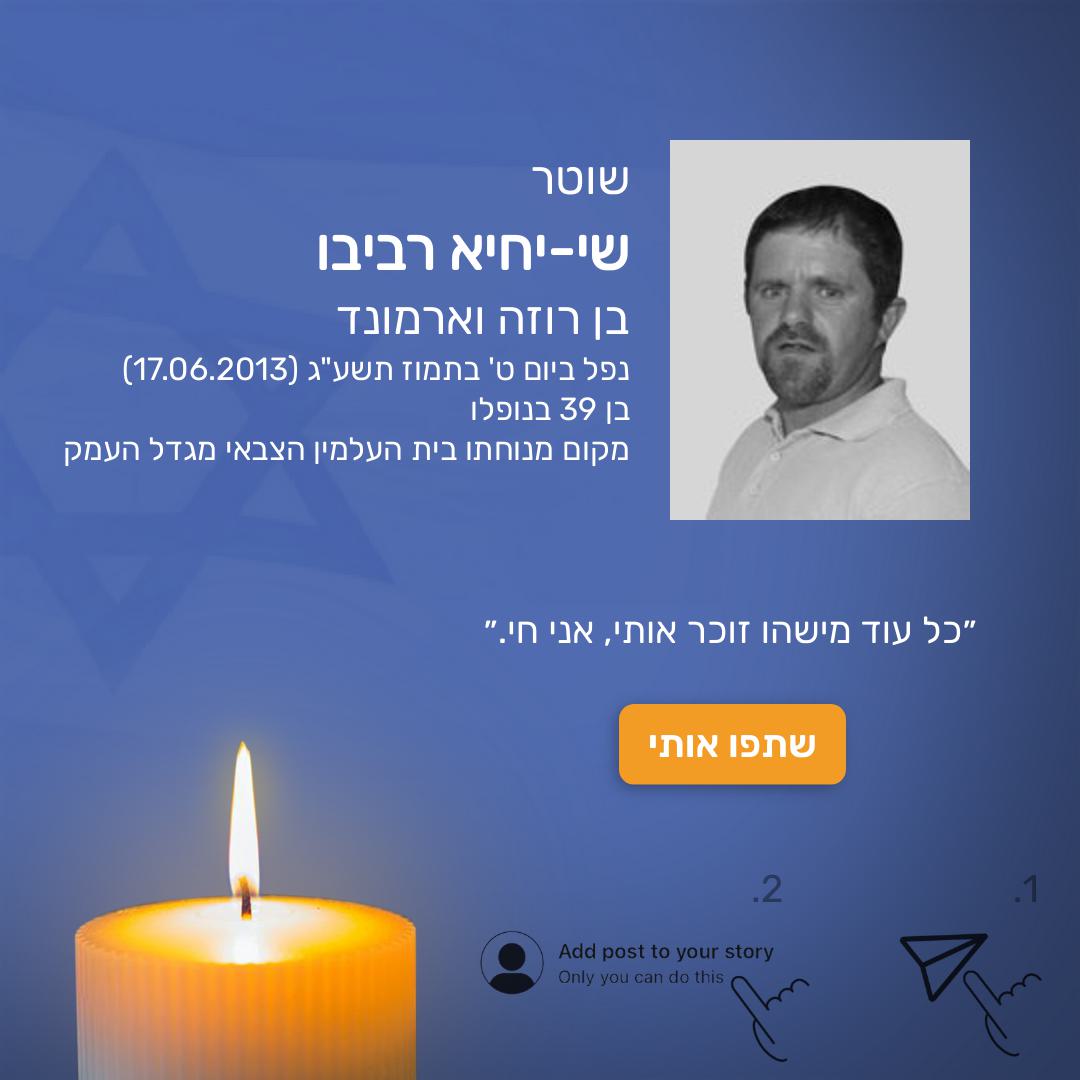 שוטר
שי-יחיא רביבו
בן רוזה וארמונד
נפל ביום ט' בתמוז תשע"ג (17.06.2013)
בן 39 בנופלו
מקום מנוחתו בית העלמין הצבאי מגדל העמק
״כל עוד מישהו זוכר אותי, אני חי.״
שתפו אותי
1.
2.
Add post to your story
Only you can do this